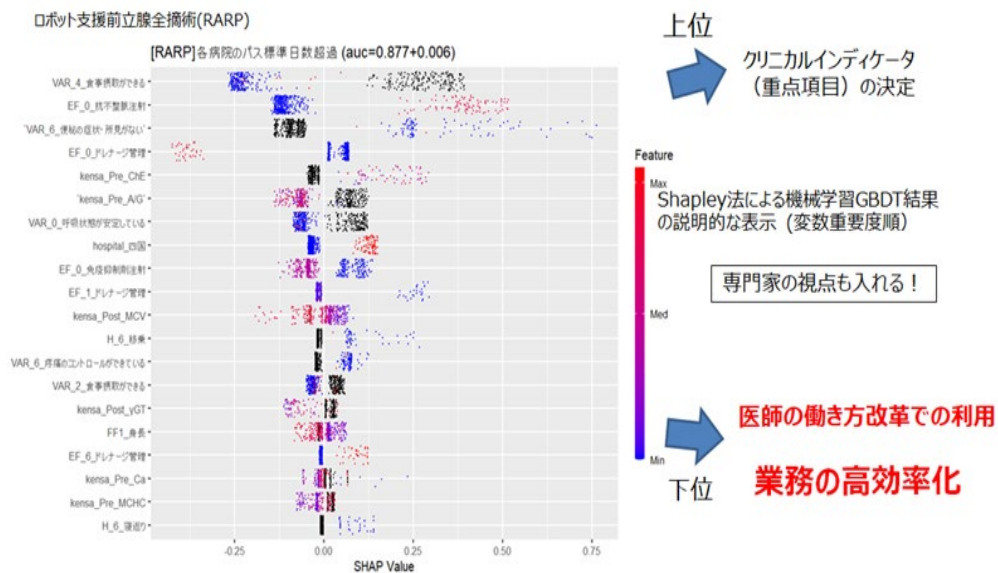 ロボット支援前立腺全摘術(RARP)
[RARP]各病院のパス標準日数超過 (auc=0.877+0.006)
VAR_4_食事摂取ができる
EF_0_抗不整脈注射
`VAR_6_便秘の症状・所見がない`
EF_0_ドレナージ管理
kensa_Pre_ChE
`kensa_Pre_A/G`
VAR_0_呼吸状態が安定している
hospital_四国
EF_0_免疫抑制剤注射
EF_1_ドレナージ管理
kensa_Post_MCV
H_6_移乗
VAR_6_疼痛のコントロールができている
VAR_2_食事摂取ができる
kensa_Post_γGT
FF1_身長
EF_6_ドレナージ管理
kensa_Pre_Ca
kensa_Pre_MCHC
H_6_寝返り
-0.25
0.00
0.25
0.50
0.75
SHAP Value
Feature
Max
Med
Min
上位
クリニカルインディケータ
（重点項目）の決定
Shapley法による機械学習GBDT結果
の説明的な表示 (変数重要度順）
専門家の視点も入れる！
医師の働き方改革での利用
下位
業務の高効率化